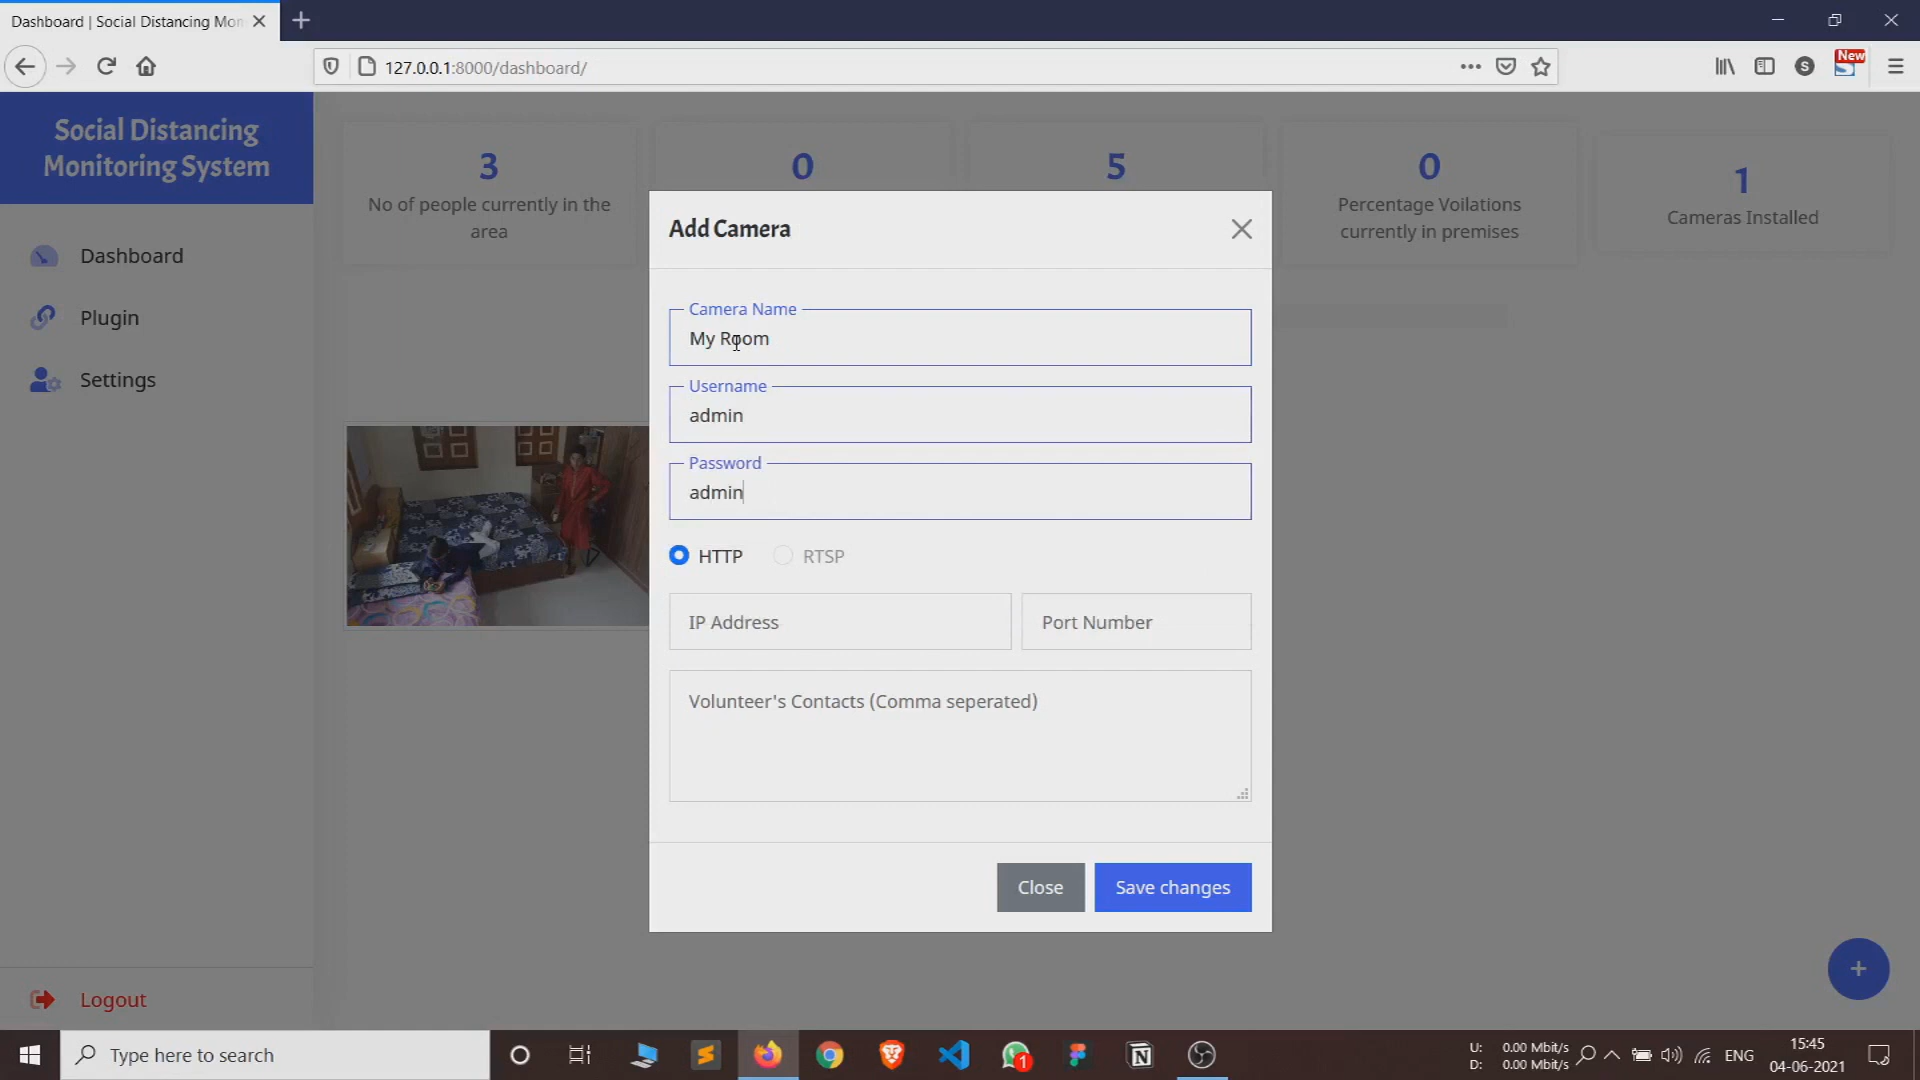 Dashboard | Social Distancing Mon
127.0.0.1:8000/dashboard/
S
New
Social Distancing
Monitoring System
Dashboard
Plugin
Settings
Logout
3
No of people currently in the
area
0
5
0
Percentage Voilations
currently in premises
1
Cameras Installed
Add Camera
Camera Name
My Room
Username
admin
Password
admin
HTTP
RTSP
IP Address
Port Number
Volunteer's Contacts (Comma seperated)
Close
Save changes
+
Type here to search
1
U: 0.00 Mbit/s
D: 0.00 Mbit/s
ENG
15:45
04-06-2021